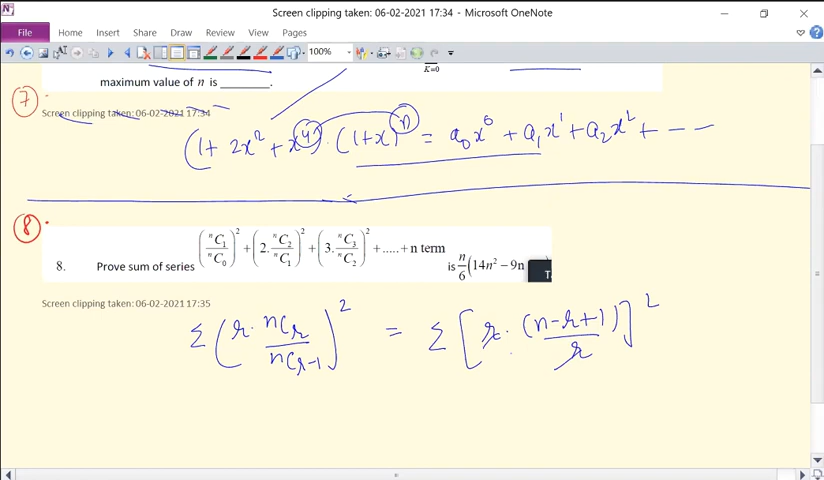 Screen clipping taken: 06-02-2021 17:34 - Microsoft OneNote
File Home Insert Draw Review Pages
100%
maximum value of n is ________.
K=0
7
Screen clipping taken: 06-02-2021 17:34
(1 + 2x² + x⁴) · (1+x)ⁿ = a₀x⁰ + a₁x¹ + a₂x² + - - -
8
8. Prove sum of series (ⁿC₁/ⁿC₀)² + (2.ⁿC₂/ⁿC₁)² + (3.ⁿC₃/ⁿC₂)² + ..... + n term is n/6(14n² − 9n
Screen clipping taken: 06-02-2021 17:35
Σ (r · nCr/nCr-1)² = Σ [r · (n-r+1)/r]²